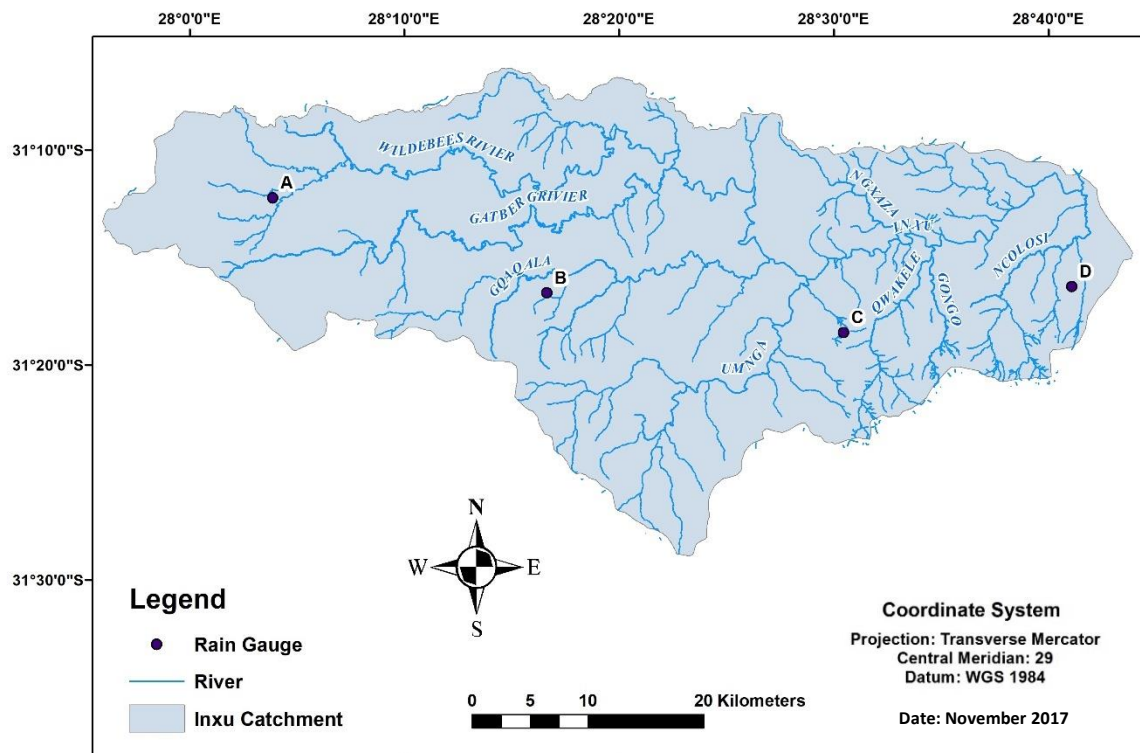 28°0'0"E 28°10'0"E 28°20'0"E 28°30'0"E 28°40'0"E
31°10'0"S
WILDEBEES RIVIER
NGXAZA
A
GATBER GRIVIER
INXU
NCOLOSI
GQAQALA
B
QWAKELE
GONGO
D
C
UMNGA
31°20'0"S
31°30'0"S
N
W E
S
Legend
Rain Gauge
River
Inxu Catchment
0 5 10 20 Kilometers
Coordinate System
Projection: Transverse Mercator
Central Meridian: 29
Datum: WGS 1984
Date: November 2017